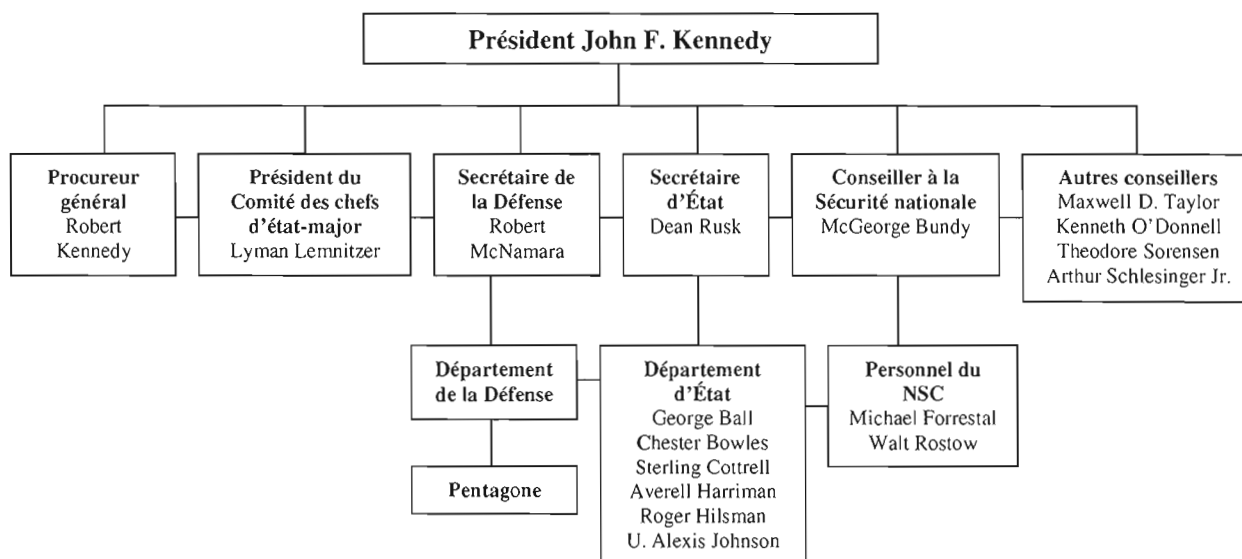 Président John F. Kennedy
Procureur
général
Robert
Kennedy
Président du
Comité des chefs
d'état-major
Lyman Lemnitzer
Secrétaire de
la Défense
Robert
McNamara
Secrétaire
d'État
Dean Rusk
Conseiller à la
Sécurité nationale
McGeorge Bundy
Autres conseillers
Maxwell D. Taylor
Kenneth O'Donnell
Theodore Sorensen
Arthur Schlesinger Jr.
Département
de la Défense
Pentagone
Département
d'État
George Ball
Chester Bowles
Sterling Cottrell
Averell Harriman
Roger Hilsman
U. Alexis Johnson
Personnel du
NSC
Michael Forrestal
Walt Rostow